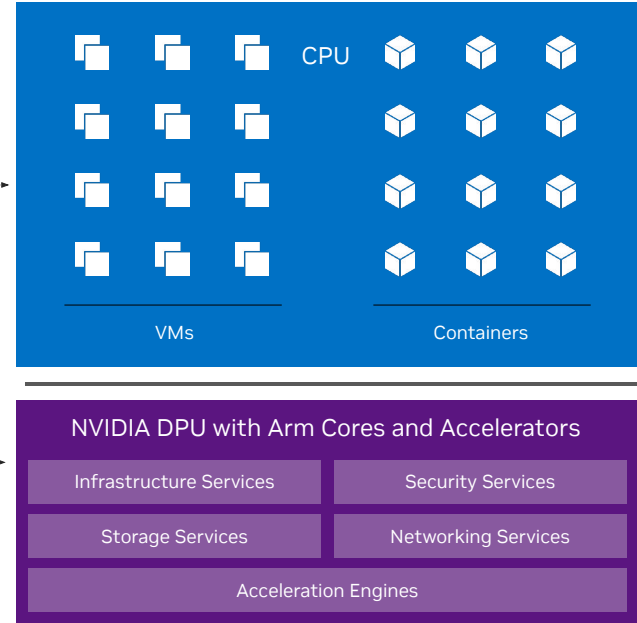 CPU
VMs
Containers
NVIDIA DPU with Arm Cores and Accelerators
Infrastructure Services
Security Services
Storage Services
Networking Services
Acceleration Engines